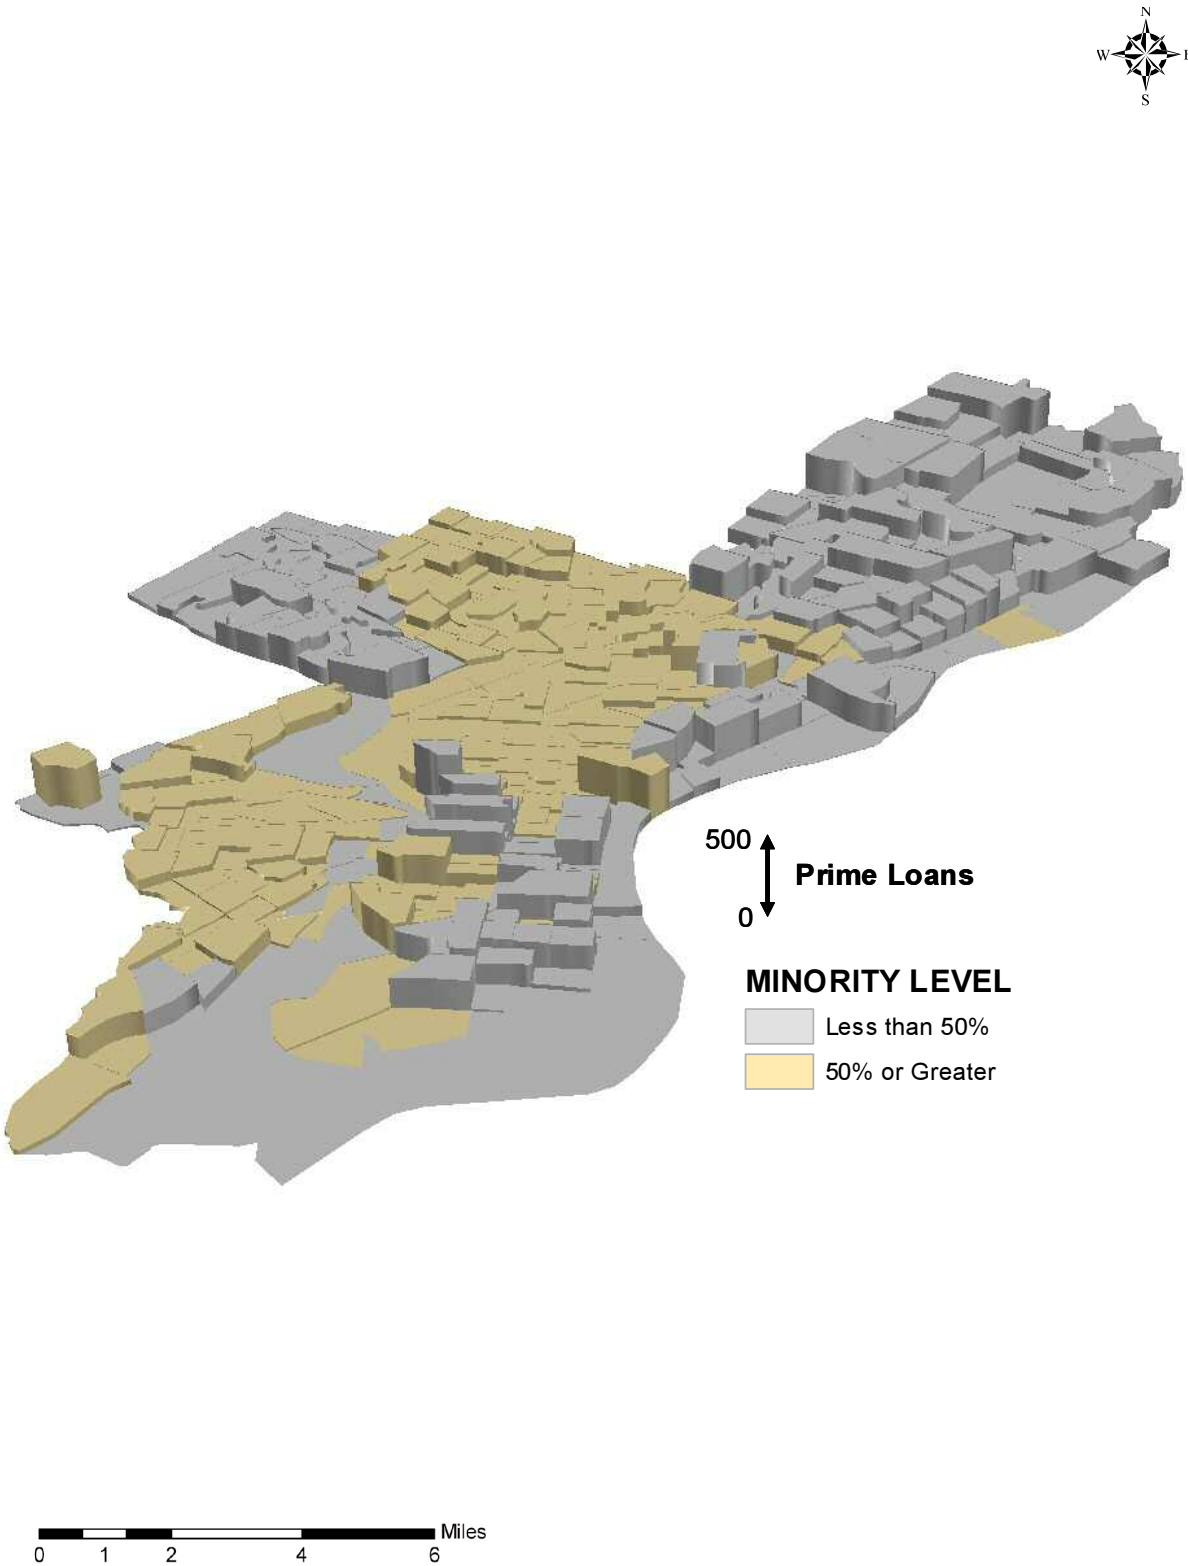 N
W
S
500
Prime Loans
0
MINORITY LEVEL
Less than 50%
50% or Greater
Miles
0 1 2 4 6